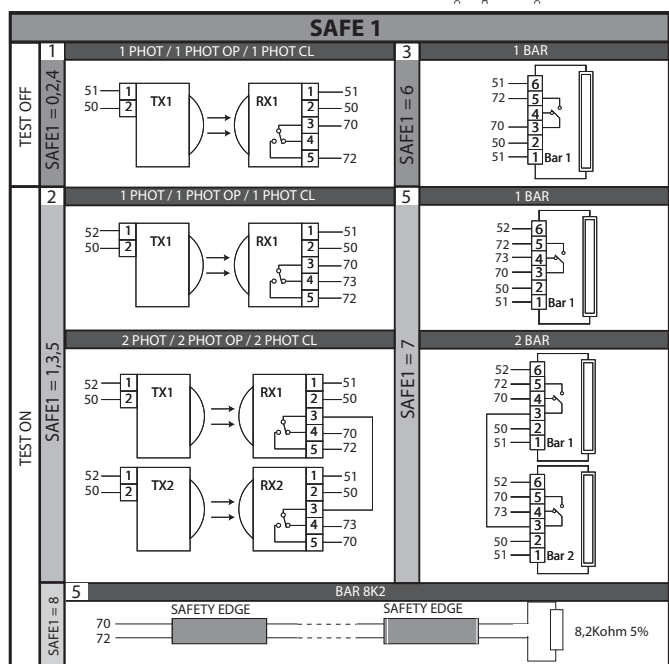 SAFE 1
TEST OFF
SAFE1 = 0,2,4
1
1 PHOT / 1 PHOT OP / 1 PHOT CL
51 1
50 2
TX1
RX1
1 51
2 50
3 70
4
5 72
SAFE1 = 6
3
1 BAR
51 6
72 5
4
70 3
50 2
51 1 Bar 1
TEST ON
SAFE1 = 1,3,5
2
1 PHOT / 1 PHOT OP / 1 PHOT CL
52 1
50 2
TX1
RX1
1 51
2 50
3 70
4 73
5 72
2 PHOT / 2 PHOT OP / 2 PHOT CL
52 1
50 2
TX1
RX1
1 51
2 50
3
4 70
5 72
52 1
50 2
TX2
RX2
1 51
2 50
3
4 73
5 70
SAFE1 = 7
5
1 BAR
52 6
72 5
73 4
70 3
50 2
51 1 Bar 1
2 BAR
52 6
72 5
70 4
3
50 2
51 1 Bar 1
52 6
70 5
73 4
3
50 2
51 1 Bar 2
SAFE1 = 8
5
BAR 8K2
70
72
SAFETY EDGE
SAFETY EDGE
8,2Kohm 5%